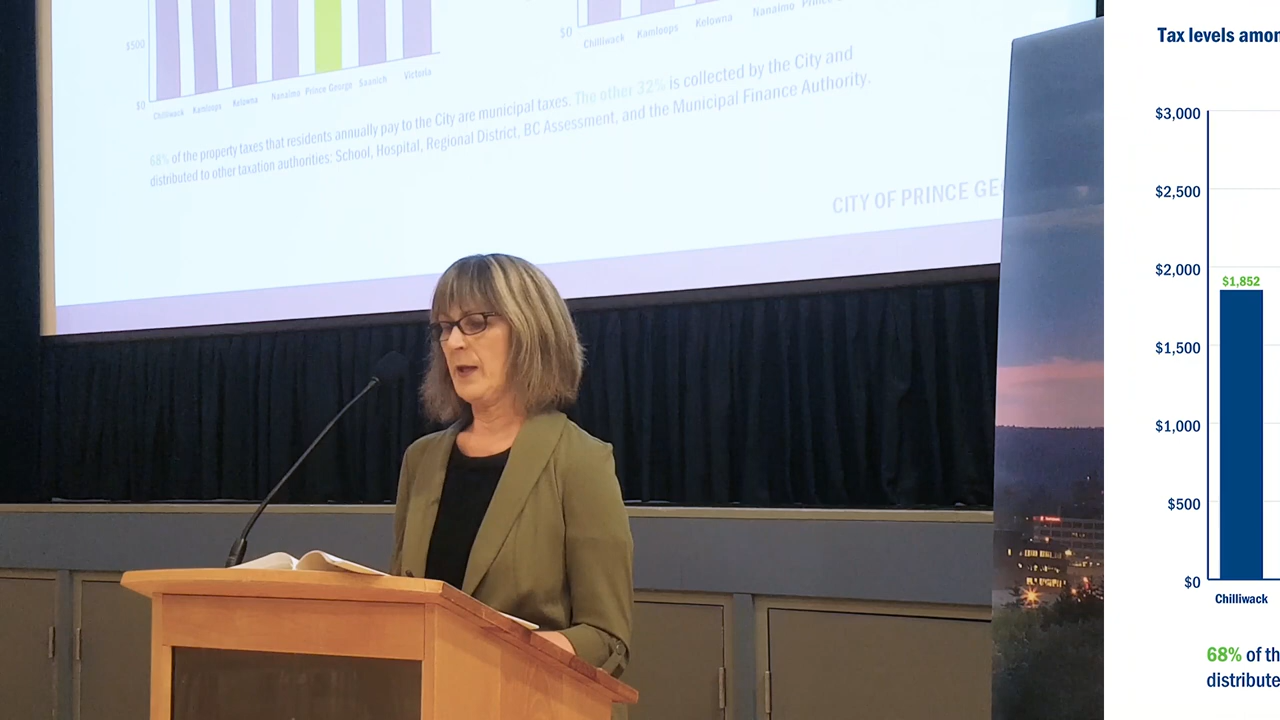 $500
$0
Chilliwack Kamloops Kelowna Nanaimo Prince George Saanich Victoria
$0
Chilliwack Kamloops Kelowna Nanaimo
68% of the property taxes that residents annually pay to the City are municipal taxes. The other 32% is collected by the City and
distributed to other taxation authorities: School, Hospital, Regional District, BC Assessment, and the Municipal Finance Authority.
CITY OF PRINCE GE
Tax levels amon
$3,000
$2,500
$2,000
$1,852
$1,500
$1,000
$500
$0
Chilliwack
68% of th
distribute